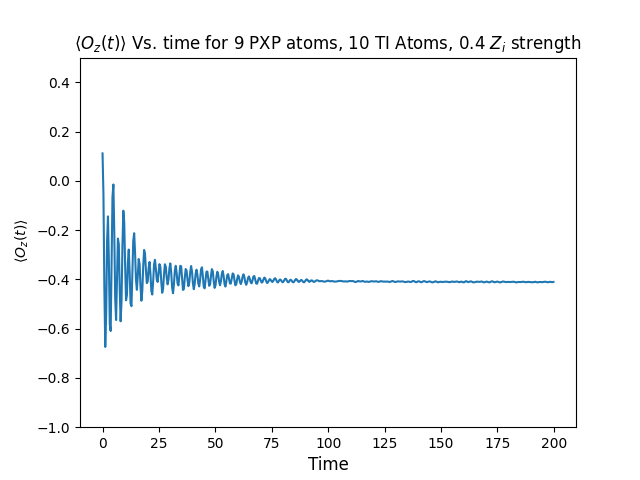 ⟨O_z(t)⟩ Vs. time for 9 PXP atoms, 10 TI Atoms, 0.4 Z_i strength
0.4
0.2
0.0
−0.2
−0.4
−0.6
−0.8
−1.0
⟨O_z(t)⟩
0 25 50 75 100 125 150 175 200
Time